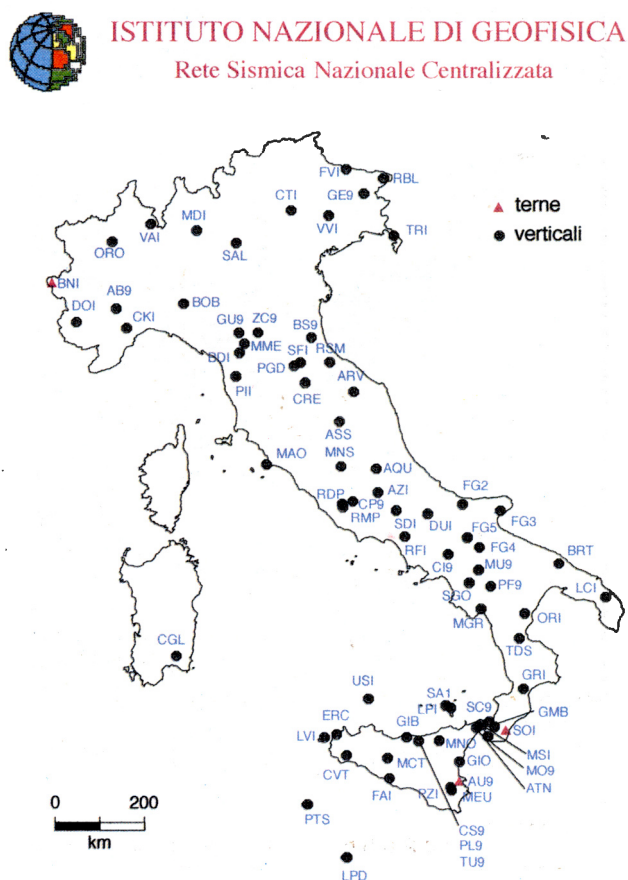 ISTITUTO NAZIONALE DI GEOFISICA
Rete Sismica Nazionale Centralizzata
FVI
RBL
GE9
CTI
VVI
TRI
terne
verticali
MDI
VAI
ORO
SAL
BNI
DOI
AB9
CKI
BOB
GU9
ZC9
BS9
MME
BDI
SFI
RSM
PGD
PII
CRE
ARV
ASS
MNS
MAO
AQU
AZI
RDP
CP9
RMP
SDI
DUI
FG2
FG3
RFI
FG5
FG4
CI9
MU9
BRT
SGO
PF9
LCI
MGR
ORI
TDS
CGL
GRI
USI
SA1
LPI
SC9
GMB
ERC
GIB
SOI
LVI
MNO
MSI
CVT
MCT
GIO
MO9
FAI
RZI
AU9
ATN
MEU
PTS
CS9
PL9
TU9
LPD
0 200
km